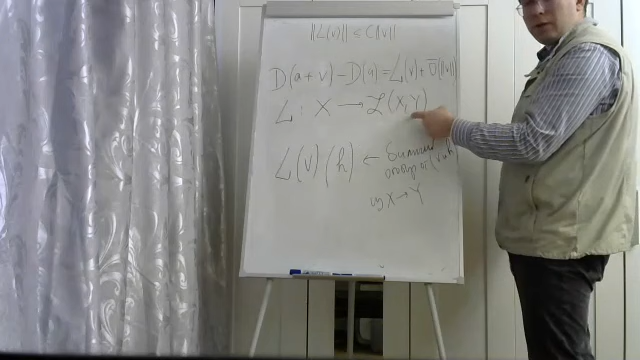 ||L(v)|| ≤ C||v||
D(a+v) - D(a) = L(v) + ō(||v||)
L : X → ℒ(X;Y)
L(v)(h) ←
из X → Y